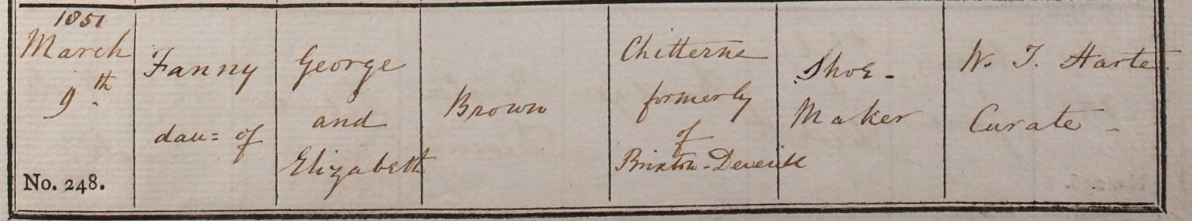 1851
March
9th
No. 248.
Fanny
dau= of
George
and
Elizabeth
Brown
Chitterne
formerly
of
Brixton-Deverill
Shoe-
Maker
W. T. Harte
Curate-